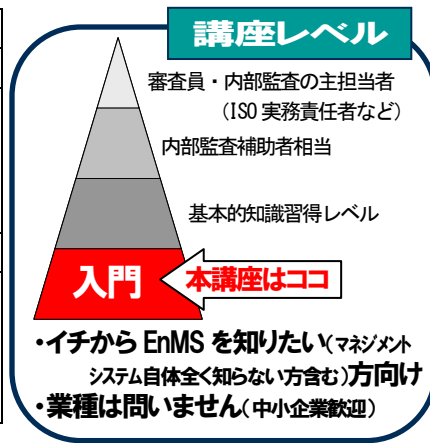 講座レベル
審査員・内部監査の主担当者
（ISO 実務責任者など）
内部監査補助者相当
基本的知識習得レベル
入門
本講座はココ
・イチから EnMS を知りたい（マネジメント
システム自体全く知らない方含む）方向け
・業種は問いません（中小企業歓迎）